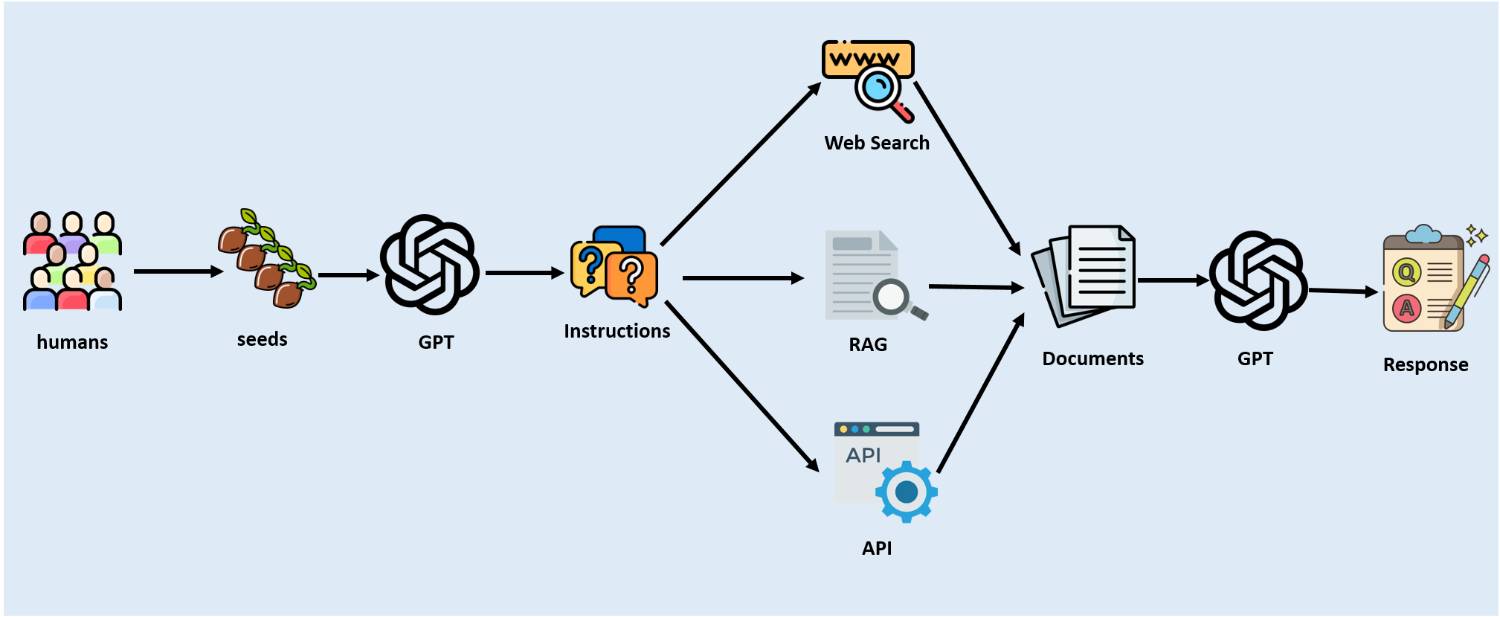 www
Web Search
humans
seeds
GPT
? ?
Instructions
RAG
Documents
GPT
Q
A
Response
API
API